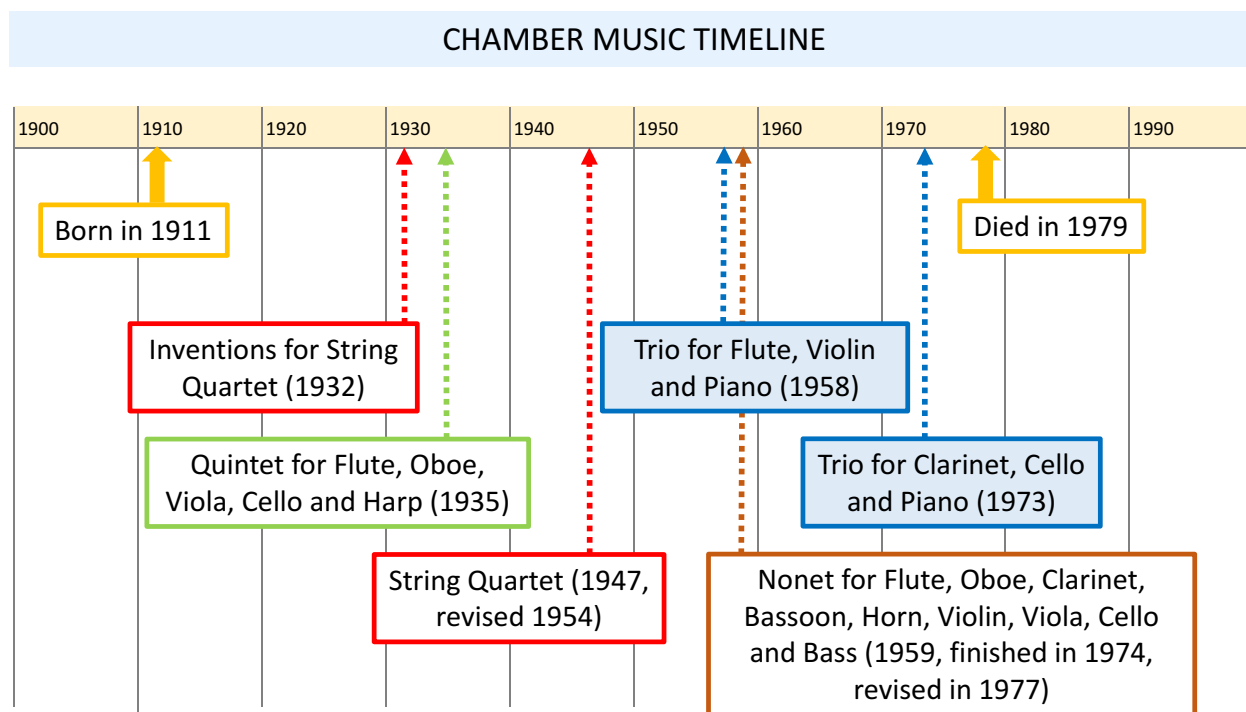 CHAMBER MUSIC TIMELINE
1900 1910 1920 1930 1940 1950 1960 1970 1980 1990
Born in 1911
Died in 1979
Inventions for String
Quartet (1932)
Trio for Flute, Violin
and Piano (1958)
Quintet for Flute, Oboe,
Viola, Cello and Harp (1935)
Trio for Clarinet, Cello
and Piano (1973)
String Quartet (1947,
revised 1954)
Nonet for Flute, Oboe, Clarinet,
Bassoon, Horn, Violin, Viola, Cello
and Bass (1959, finished in 1974,
revised in 1977)